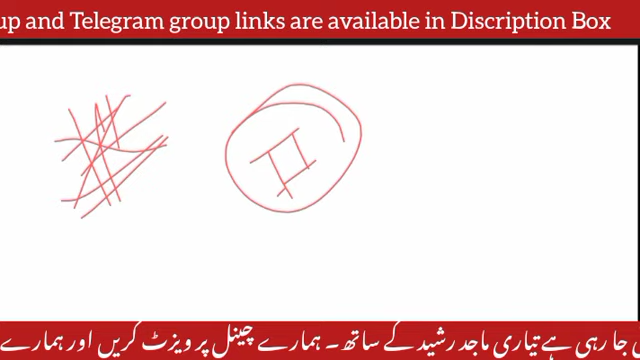 up and Telegram group links are available in Discription Box
جا رہی ہے تیاری ماجد رشید کے ساتھ۔ ہمارے چینل پر ویزٹ کریں اور ہمارے